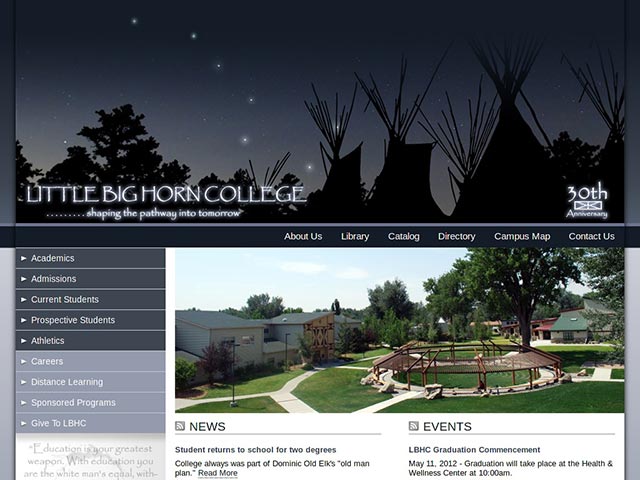 LITTLE BIG HORN COLLEGE
. . . . . . . . . shaping the pathway into tomorrow
30th
Anniversary
About Us Library Catalog Directory Campus Map Contact Us
Academics
Admissions
Current Students
Prospective Students
Athletics
Careers
Distance Learning
Sponsored Programs
Give To LBHC
"Education is your greatest
weapon. With education you
are the white man's equal, with-
NEWS
Student returns to school for two degrees
College always was part of Dominic Old Elk's "old man
plan." Read More
EVENTS
LBHC Graduation Commencement
May 11, 2012 - Graduation will take place at the Health &
Wellness Center at 10:00am.